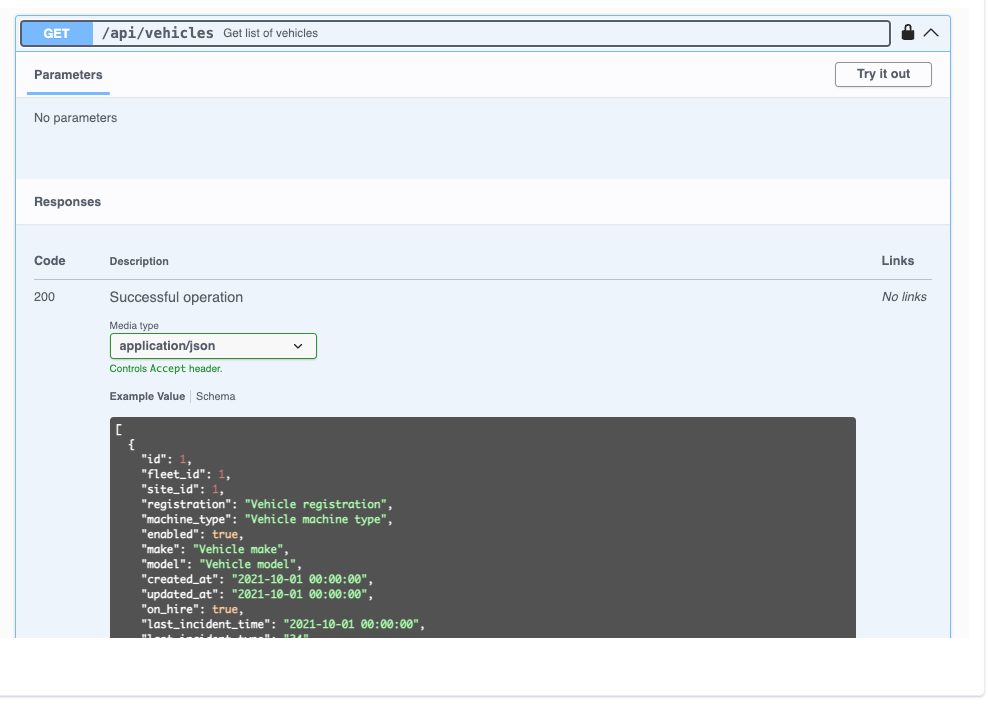 GET /api/vehicles Get list of vehicles
Parameters
Try it out
No parameters
Responses
Code Description Links
200 Successful operation No links
Media type
application/json
Controls Accept header.
Example Value Schema
[
{
"id": 1,
"fleet_id": 1,
"site_id": 1,
"registration": "Vehicle registration",
"machine_type": "Vehicle machine type",
"enabled": true,
"make": "Vehicle make",
"model": "Vehicle model",
"created_at": "2021-10-01 00:00:00",
"updated_at": "2021-10-01 00:00:00",
"on_hire": true,
"last_incident_time": "2021-10-01 00:00:00",